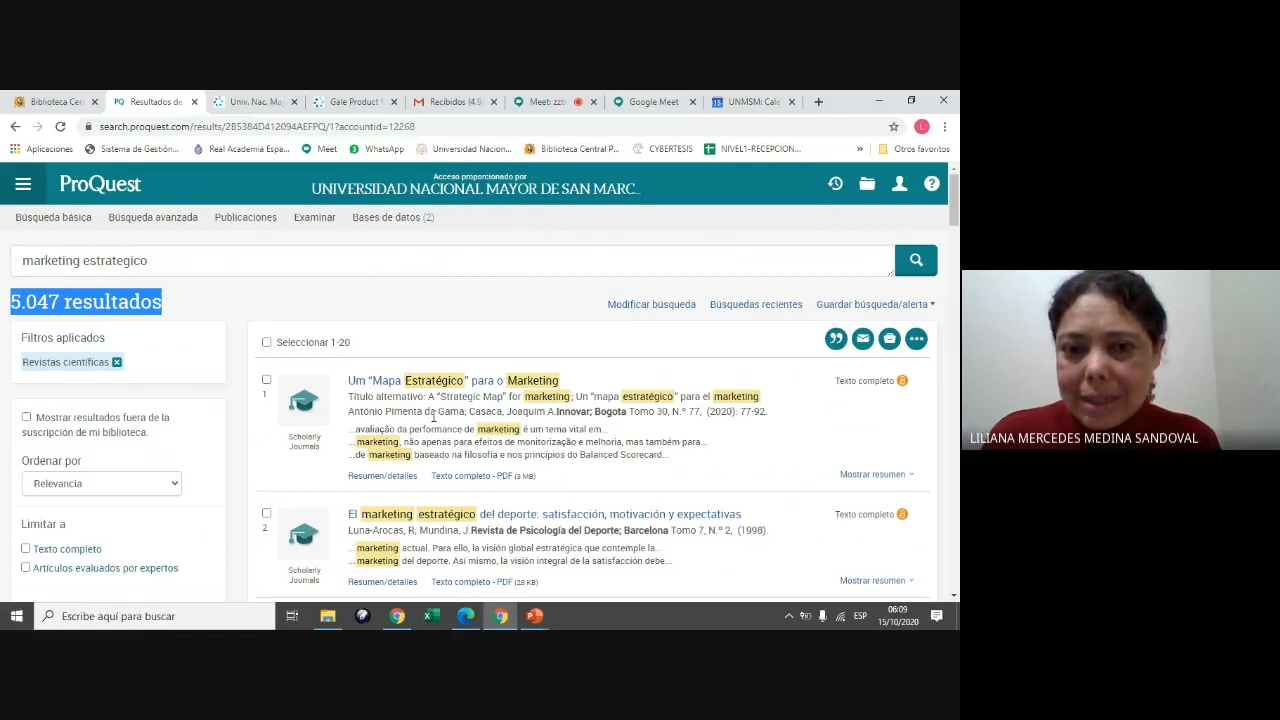 Biblioteca Cen
Resultados de
Univ. Nac. Ma
Gale Product
Recibidos (4.9
Meet: zzb-
Google Meet
UNMSM: Cale
search.proquest.com/results/2B5384D412094AEFPQ/1?accountid=12268
Aplicaciones
Sistema de Gestión...
Real Academia Espa...
Meet
WhatsApp
Universidad Nacion...
Biblioteca Central P...
CYBERTESIS
NIVEL1-RECEPCION...
»
Otros favoritos
ProQuest
Acceso proporcionado por
UNIVERSIDAD NACIONAL MAYOR DE SAN MARC...
Búsqueda básica
Búsqueda avanzada
Publicaciones
Examinar
Bases de datos (2)
marketing estrategico
5.047 resultados
Modificar búsqueda
Búsquedas recientes
Guardar búsqueda/alerta
Filtros aplicados
Revistas científicas
Mostrar resultados fuera de la
suscripción de mi biblioteca.
Ordenar por
Relevancia
Limitar a
Texto completo
Artículos evaluados por expertos
Seleccionar 1-20
1
Scholarly
Journals
Um “Mapa Estratégico” para o Marketing
Texto completo
Título alternativo: A “Strategic Map” for marketing; Un “mapa estratégico” para el marketing
António Pimenta da Gama; Casaca, Joaquim A.Innovar; Bogota Tomo 30, N.º 77, (2020): 77-92.
...avaliação da performance de marketing é um tema vital em...
...marketing, não apenas para efeitos de monitorização e melhoria, mas também para...
...de marketing baseado na filosofia e nos princípios do Balanced Scorecard...
Resumen/detalles
Texto completo - PDF (3 MB)
Mostrar resumen
2
Scholarly
Journals
El marketing estratégico del deporte: satisfacción, motivación y expectativas
Texto completo
Luna-Arocas, R; Mundina, J.Revista de Psicología del Deporte; Barcelona Tomo 7, N.º 2, (1998).
...marketing actual. Para ello, la visión global estratégica que contemple la...
...marketing del deporte. Así mismo, la visión integral de la satisfacción debe...
Resumen/detalles
Texto completo - PDF (28 KB)
Mostrar resumen
Escribe aquí para buscar
ESP
06:09
15/10/2020
LILIANA MERCEDES MEDINA SANDOVAL